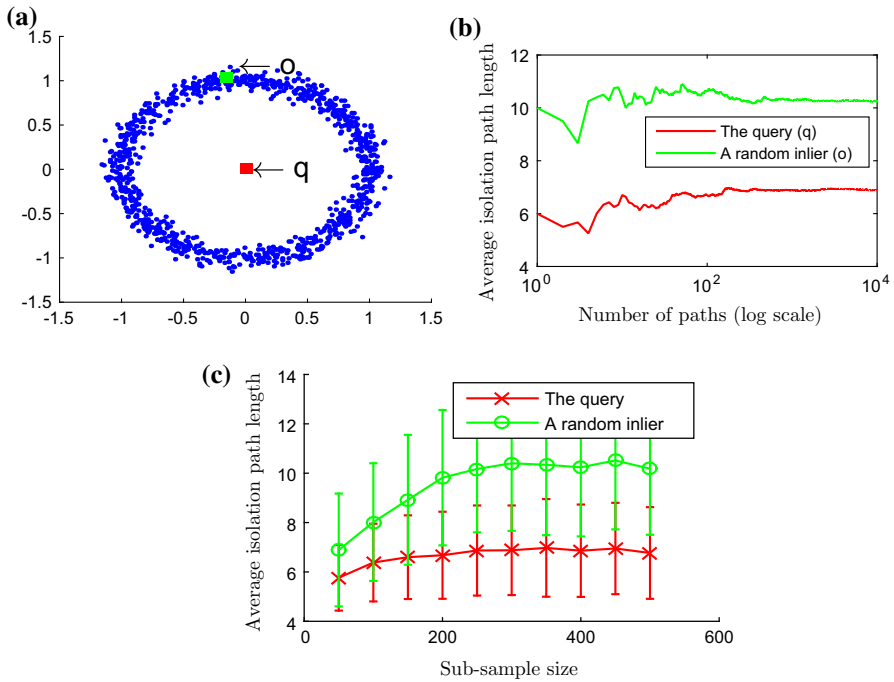 (a)
1.5
1
0.5
0
-0.5
-1
-1.5
-1.5 -1 -0.5 0 0.5 1 1.5
o
q
(b)
Average isolation path length
12
10
8
6
4
The query (q)
A random inlier (o)
10^0 10^2 10^4
Number of paths (log scale)
(c)
Average isolation path length
14
12
10
8
6
4
The query
A random inlier
0 200 400 600
Sub-sample size